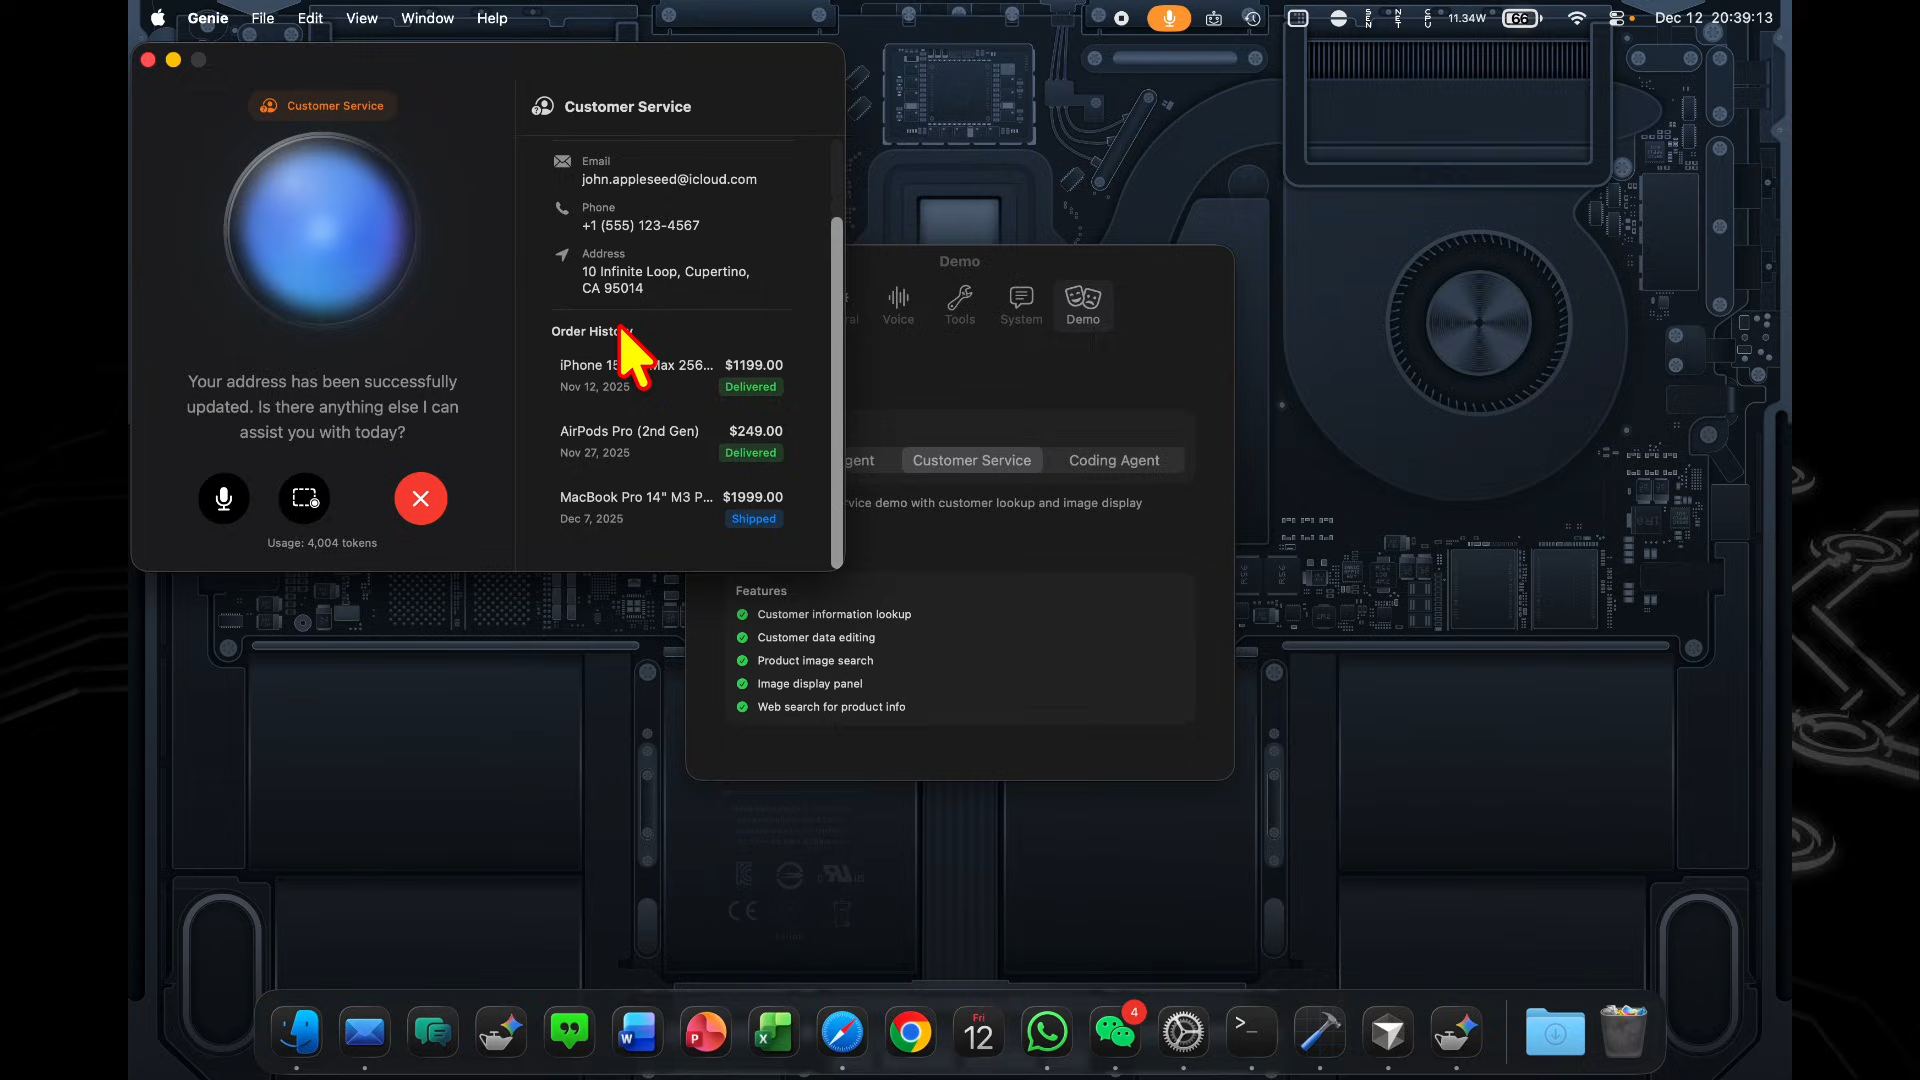 Genie File Edit View Window Help
SEN NET CPU 11.34W 66 Dec 12 20:39:13
Customer Service
Your address has been successfully
updated. Is there anything else I can
assist you with today?
Usage: 4,004 tokens
Customer Service
Email
john.appleseed@icloud.com
Phone
+1 (555) 123-4567
Address
10 Infinite Loop, Cupertino,
CA 95014
Order History
iPhone 15 Max 256... $1199.00
Nov 12, 2025 Delivered
AirPods Pro (2nd Gen) $249.00
Nov 27, 2025 Delivered
MacBook Pro 14" M3 P... $1999.00
Dec 7, 2025 Shipped
Demo
Voice Tools System Demo
Customer Service Coding Agent
demo with customer lookup and image display
Features
Customer information lookup
Customer data editing
Product image search
Image display panel
Web search for product info
Fri
12
4